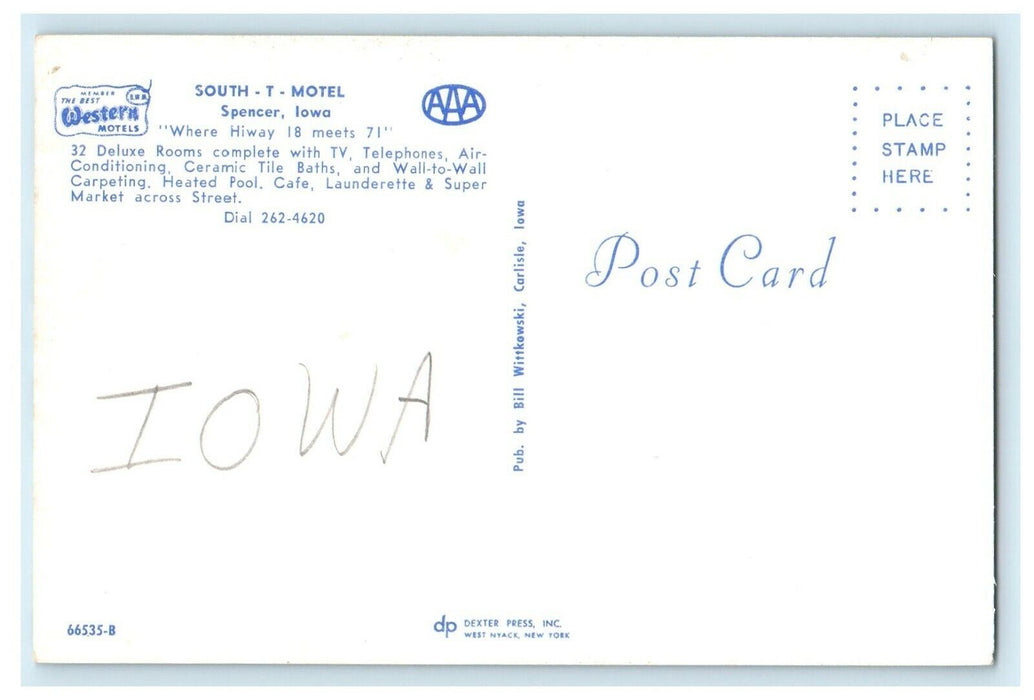 MEMBER
THE BEST
Western
MOTELS
SOUTH - T - MOTEL
Spencer, Iowa
"Where Hiway 18 meets 71"
32 Deluxe Rooms complete with TV, Telephones, Air-
Conditioning, Ceramic Tile Baths, and Wall-to-Wall
Carpeting. Heated Pool. Cafe, Launderette & Super
Market across Street.
Dial 262-4620
AAA
IOWA
66535-B
Pub. by Bill Wittkowski, Carlisle, Iowa
dp DEXTER PRESS, INC.
WEST NYACK, NEW YORK
PLACE
STAMP
HERE
Post Card